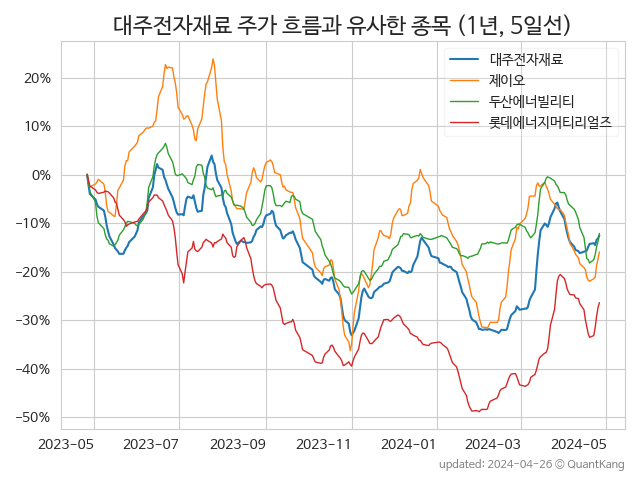 대주전자재료 주가 흐름과 유사한 종목 (1년, 5일선)
대주전자재료
제이오
두산에너빌리티
롯데에너지머티리얼즈
20%
10%
0%
−10%
−20%
−30%
−40%
−50%
2023-05 2023-07 2023-09 2023-11 2024-01 2024-03 2024-05
updated: 2024-04-26 © QuantKang